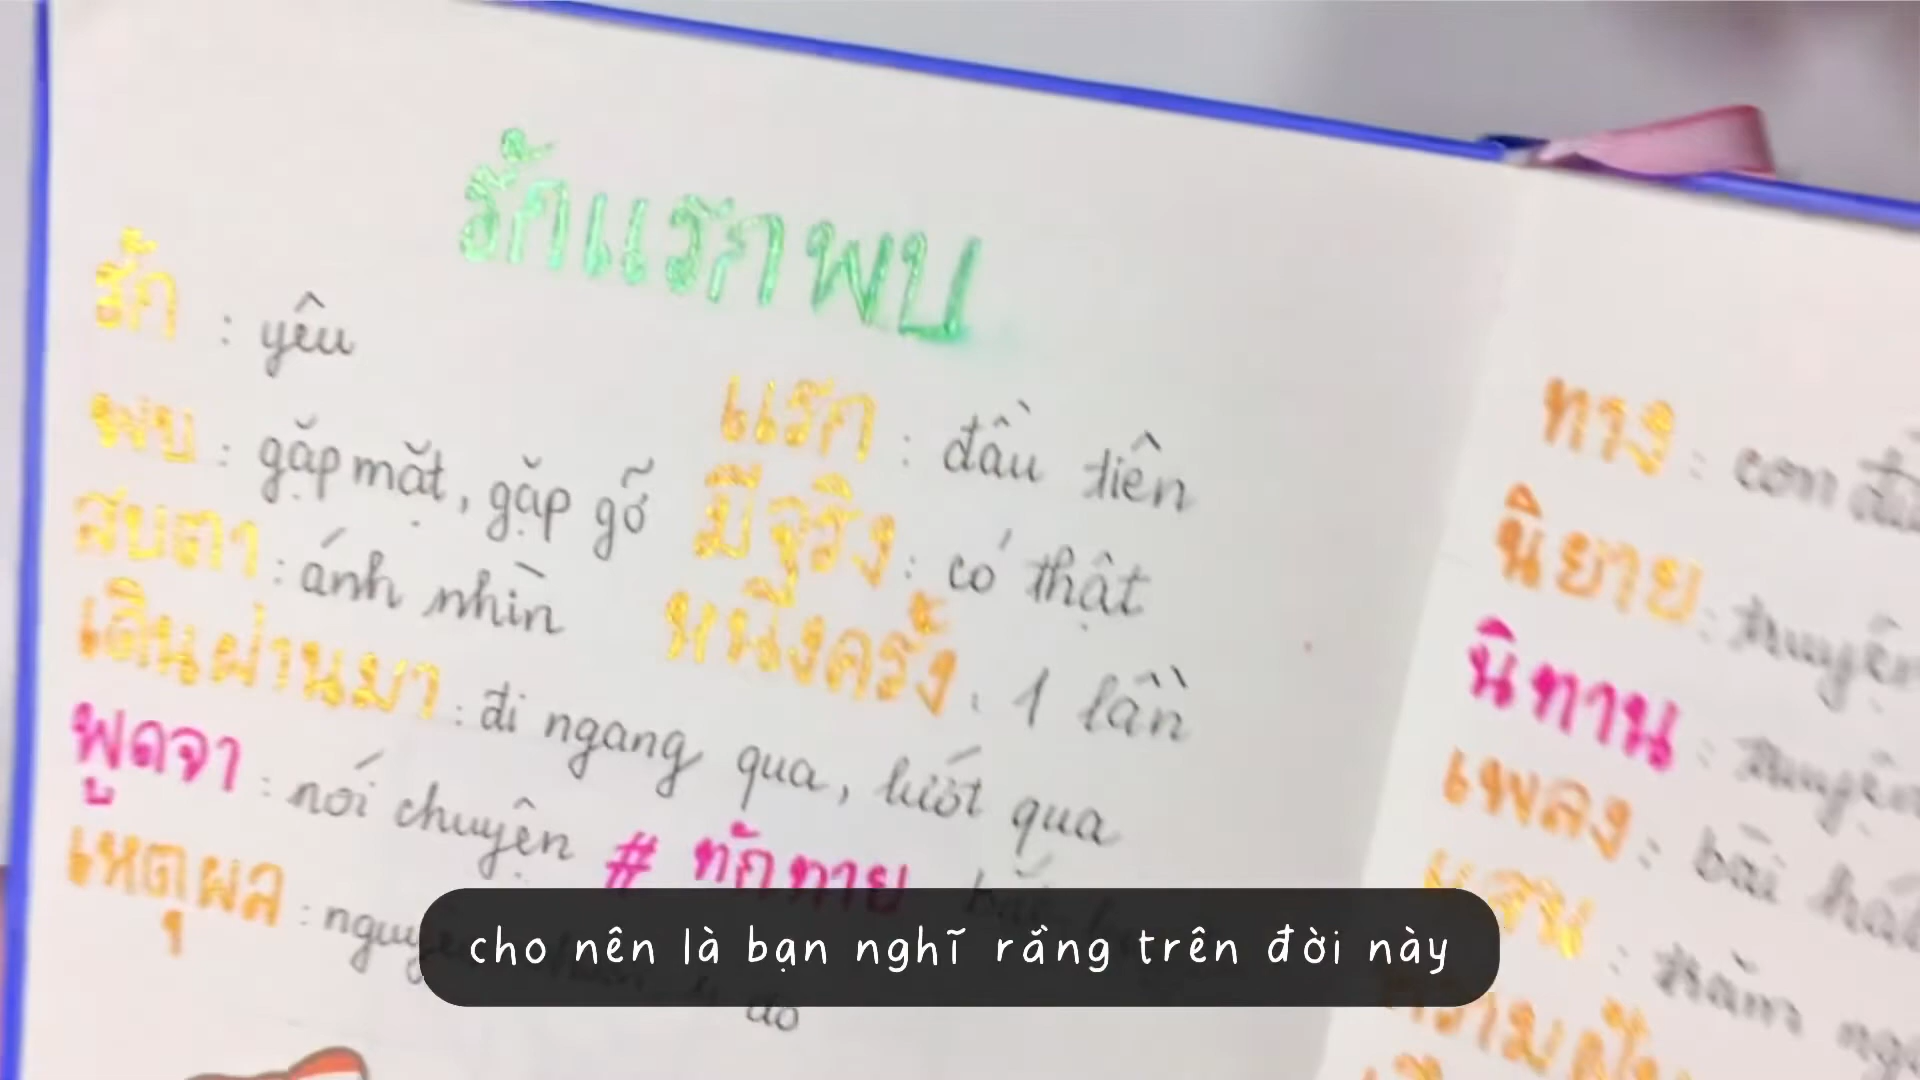 รักแรกพบ
รัก : yêu
แรก : đầu tiên
พบ : gặp mặt, gặp gỡ
มีจริง : có thật
สบตา : ánh nhìn
หนึ่งครั้ง : 1 lần
เดินผ่านมา : đi ngang qua, lướt qua
พูดจา : nói chuyện # ทักทาย
เหตุผล :
do
ทาง : con
นิยาย :
นิทาน :
เพลง : bài
แสน :
cho nên là bạn nghĩ rằng trên đời này